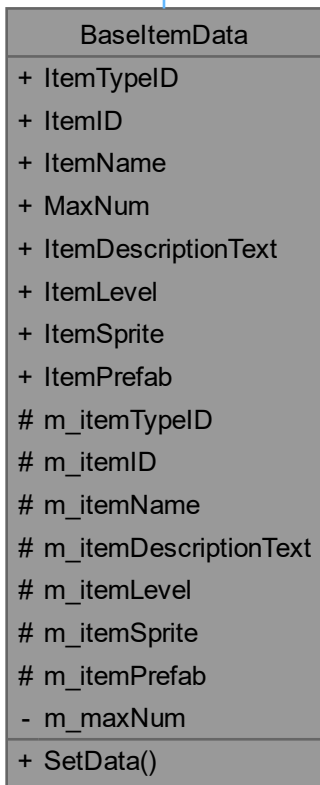 BaseItemData
+ ItemTypeID
+ ItemID
+ ItemName
+ MaxNum
+ ItemDescriptionText
+ ItemLevel
+ ItemSprite
+ ItemPrefab
# m_itemTypeID
# m_itemID
# m_itemName
# m_itemDescriptionText
# m_itemLevel
# m_itemSprite
# m_itemPrefab
- m_maxNum
+ SetData()